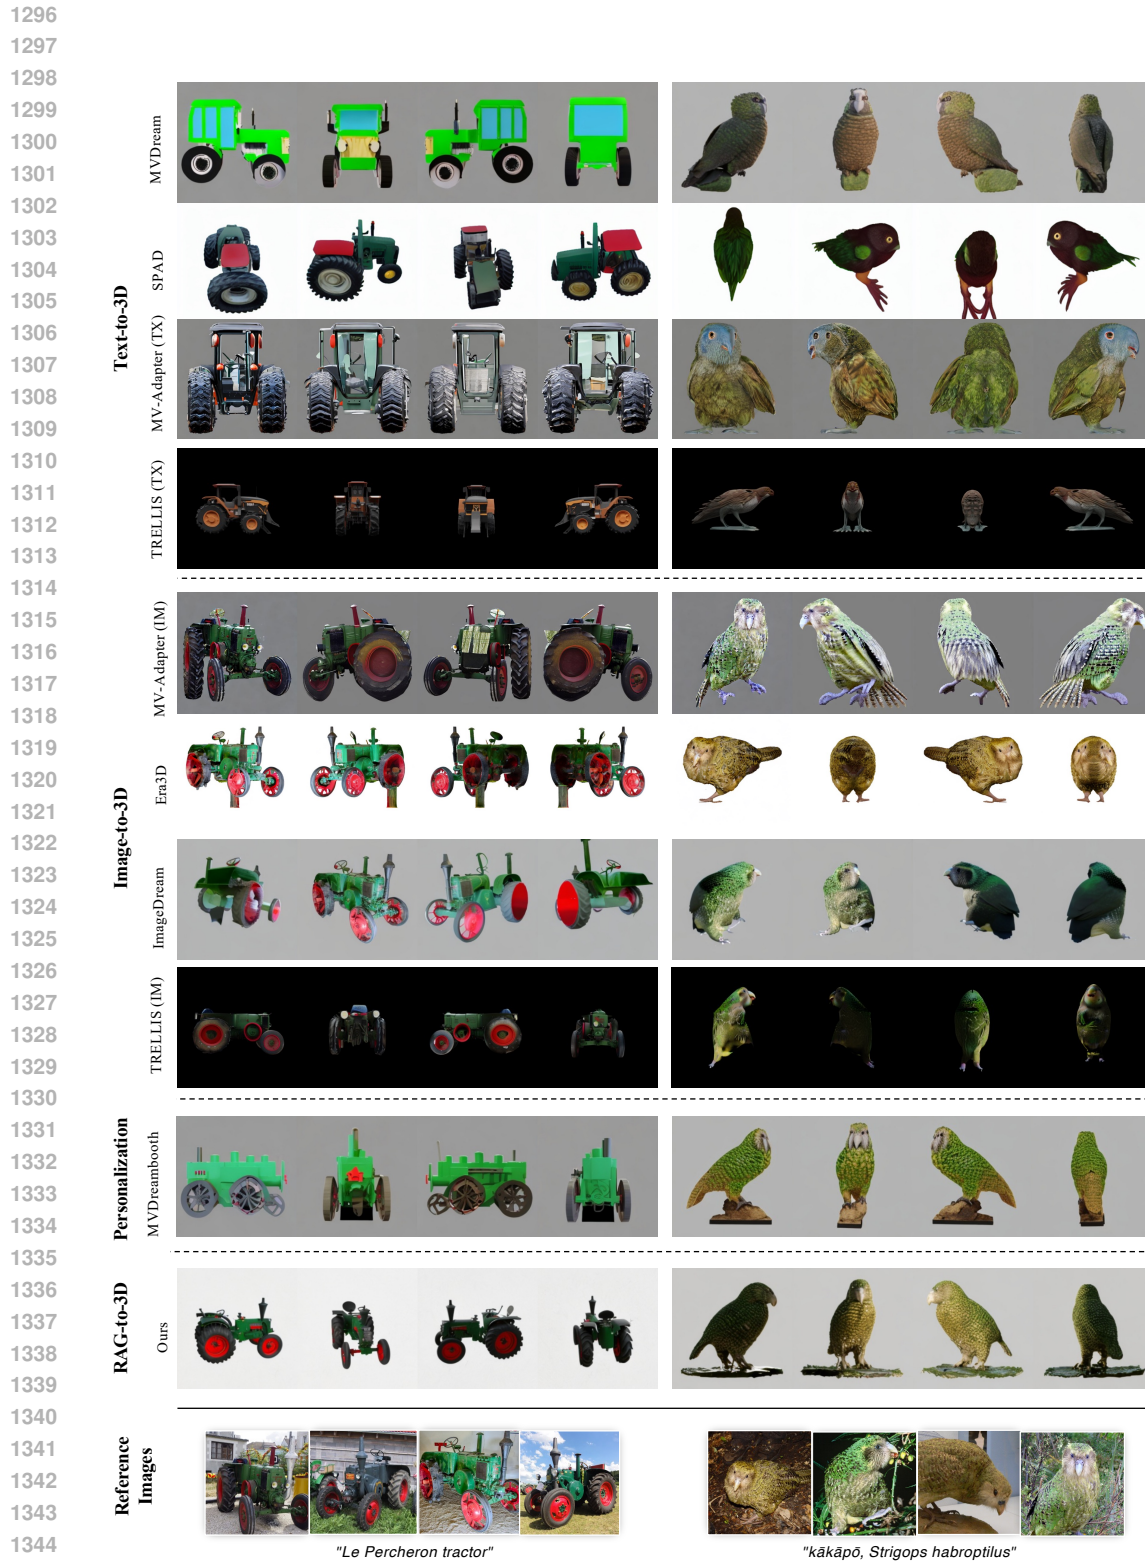 1296
1297
1298
1299
1300
1301
1302
1303
1304
1305
1306
1307
1308
1309
1310
1311
1312
1313
1314
1315
1316
1317
1318
1319
1320
1321
1322
1323
1324
1325
1326
1327
1328
1329
1330
1331
1332
1333
1334
1335
1336
1337
1338
1339
1340
1341
1342
1343
1344
Text-to-3D
MVDream
SPAD
MV-Adapter (TX)
TRELLIS (TX)
Image-to-3D
MV-Adapter (IM)
Era3D
ImageDream
TRELLIS (IM)
Personalization
MVDreambooth
RAG-to-3D
Ours
Reference
Images
"Le Percheron tractor"
"kākāpō, Strigops habroptilus"